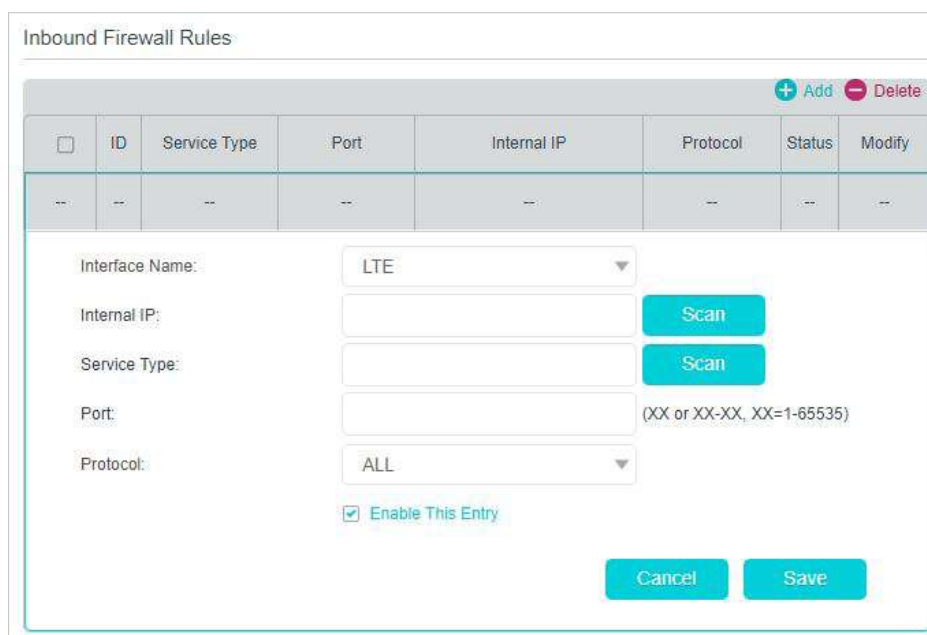 Inbound Firewall Rules
Add Delete
ID Service Type Port Internal IP Protocol Status Modify
-- -- -- -- -- -- -- --
Interface Name: LTE
Internal IP: Scan
Service Type: Scan
Port: (XX or XX-XX, XX=1-65535)
Protocol: ALL
Enable This Entry
Cancel Save